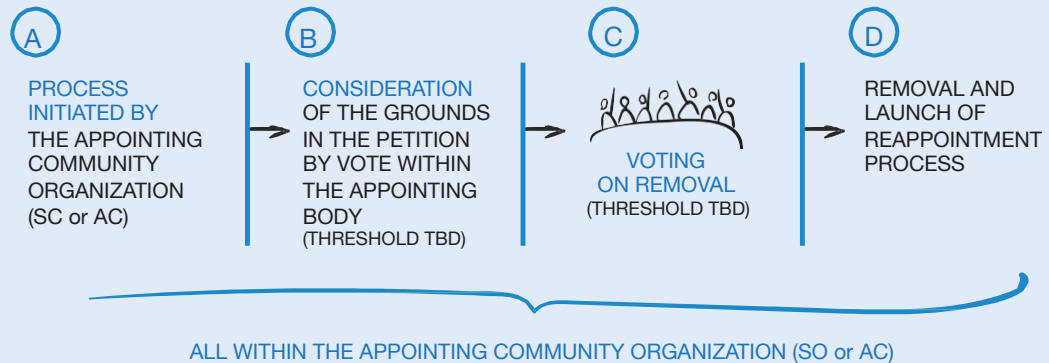 A
PROCESS
INITIATED BY
THE APPOINTING
COMMUNITY
ORGANIZATION
(SC or AC)
B
CONSIDERATION
OF THE GROUNDS
IN THE PETITION
BY VOTE WITHIN
THE APPOINTING
BODY
(THRESHOLD TBD)
C
VOTING
ON REMOVAL
(THRESHOLD TBD)
D
REMOVAL AND
LAUNCH OF
REAPPOINTMENT
PROCESS
ALL WITHIN THE APPOINTING COMMUNITY ORGANIZATION (SO or AC)